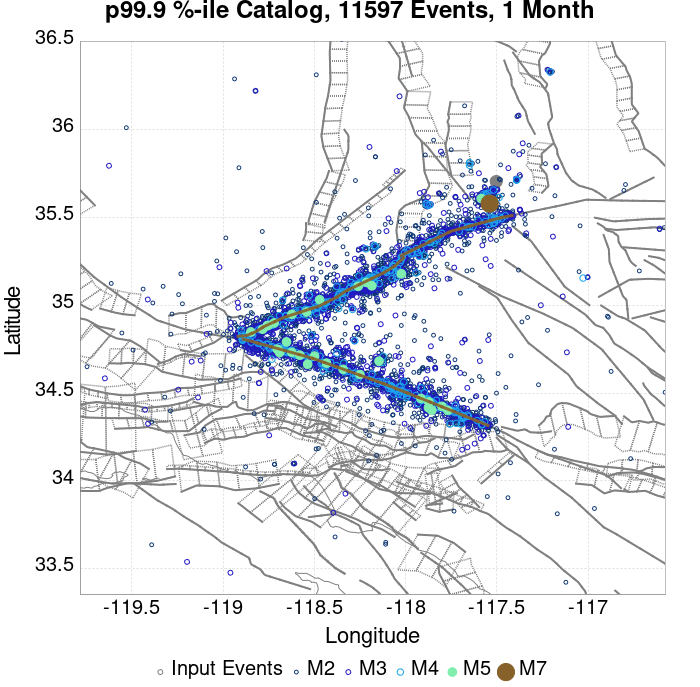 p99.9 %-ile Catalog, 11597 Events, 1 Month
36.5
36
35.5
35
34.5
34
33.5
Latitude
-119.5 -119 -118.5 -118 -117.5 -117
Longitude
Input Events M2 M3 M4 M5 M7